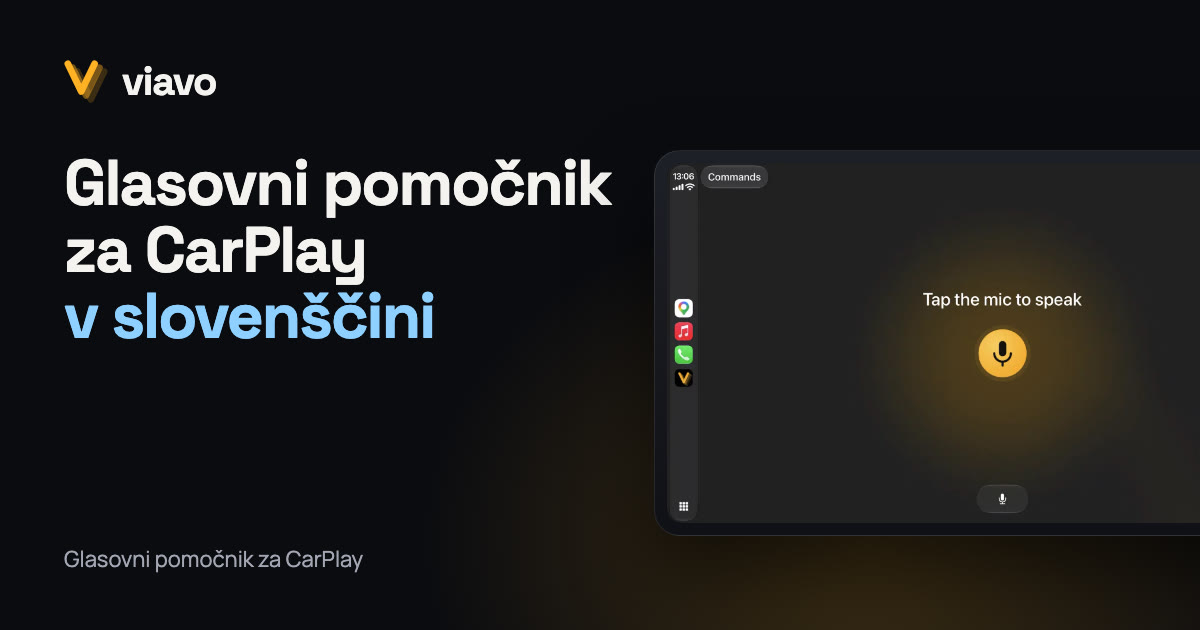 viavo
Glasovni pomočnik
za CarPlay
v slovenščini
13:06
Commands
Tap the mic to speak
Glasovni pomočnik za CarPlay